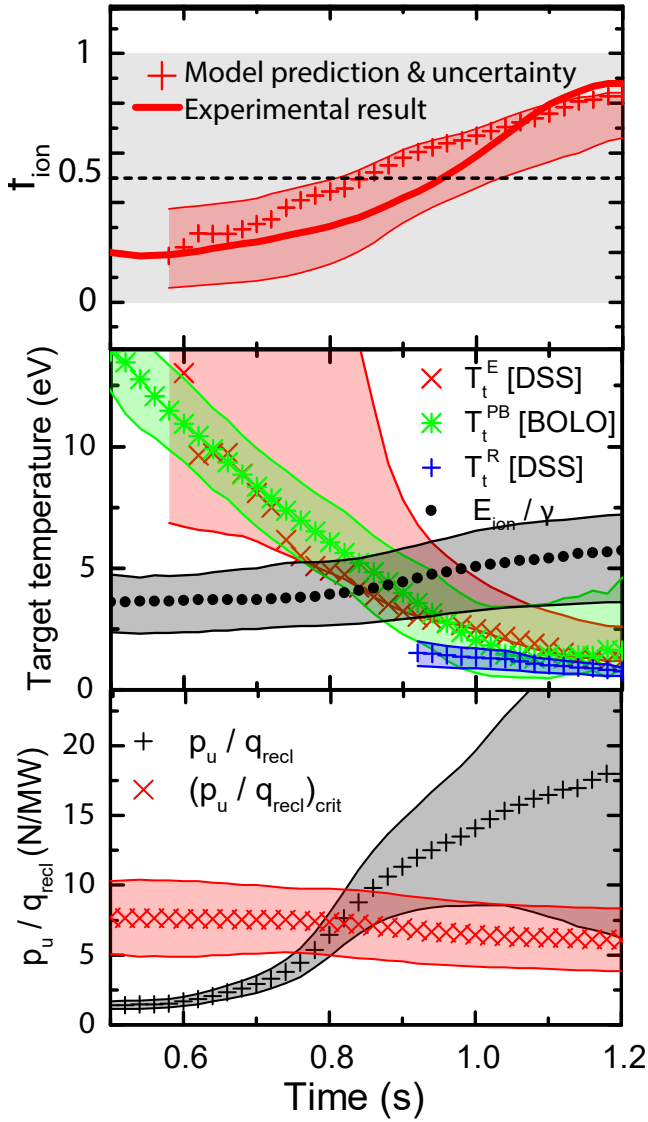 1
Model prediction & uncertainty
Experimental result
0.5
f_ion
0
10
5
0
Target temperature (eV)
T_t^E [DSS]
T_t^PB [BOLO]
T_t^R [DSS]
E_ion / γ
20
15
10
5
0
p_u / q_recl (N/MW)
p_u / q_recl
(p_u / q_recl)_crit
0.6 0.8 1.0 1.2
Time (s)